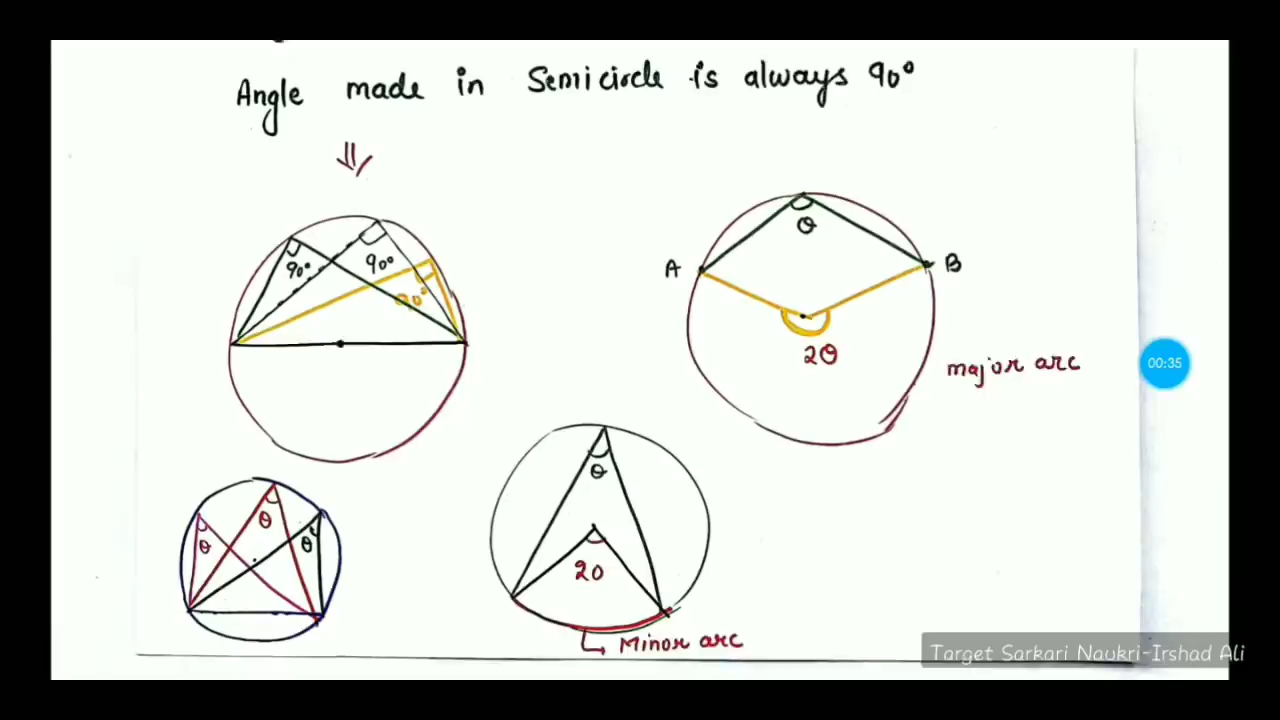 Angle made in Semicircle is always 90°
90°
90°
90°
A
θ
B
2θ
major arc
00:35
θ
θ
θ
θ
2θ
Minor arc
Target Sarkari Naukri-Irshad Ali